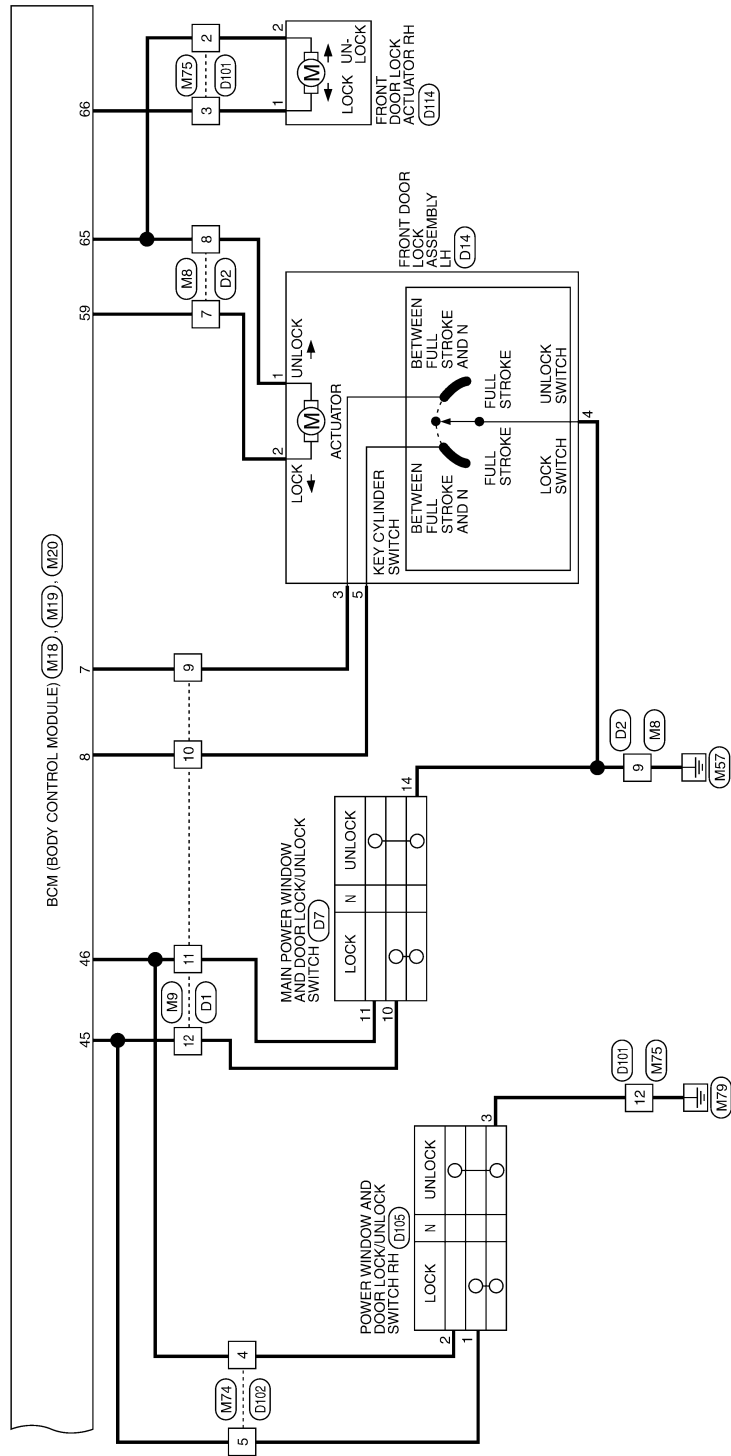 BCM (BODY CONTROL MODULE) M18 , M19 , M20
45
46
8
7
59
65
66
M9
D1
12
11
10
9
M8
D2
7
8
M75
D101
3
2
M74
D102
5
4
POWER WINDOW AND
DOOR LOCK/UNLOCK
SWITCH RH D105
LOCK
N
UNLOCK
2
1
3
D101
M75
12
M79
MAIN POWER WINDOW
AND DOOR LOCK/UNLOCK
SWITCH D7
LOCK
N
UNLOCK
11
10
14
D2
M8
9
M57
3
5
KEY CYLINDER
SWITCH
BETWEEN
FULL
STROKE
AND N
FULL
STROKE
LOCK
SWITCH
BETWEEN
FULL
STROKE
AND N
FULL STROKE
UNLOCK
SWITCH
4
2
1
LOCK
UNLOCK
M
ACTUATOR
FRONT DOOR
LOCK
ASSEMBLY
LH
D14
1
2
M
LOCK
UN-
LOCK
FRONT
DOOR LOCK
ACTUATOR RH
D114